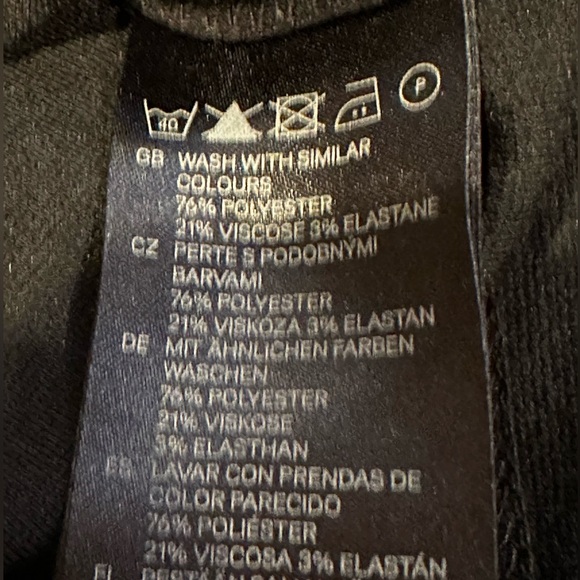 40 P
GB WASH WITH SIMILAR
COLOURS
76% POLYESTER
21% VISCOSE 3% ELASTANE
CZ PERTE S PODOBNÝMI
BARVAMI
76% POLYESTER
21% VISKÓZA 3% ELASTAN
DE MIT ÄHNLICHEN FARBEN
WASCHEN
76% POLYESTER
21% VISKOSE
3% ELASTHAN
ES LAVAR CON PRENDAS DE
COLOR PARECIDO
76% POLIÉSTER
21% VISCOSA 3% ELASTÁN